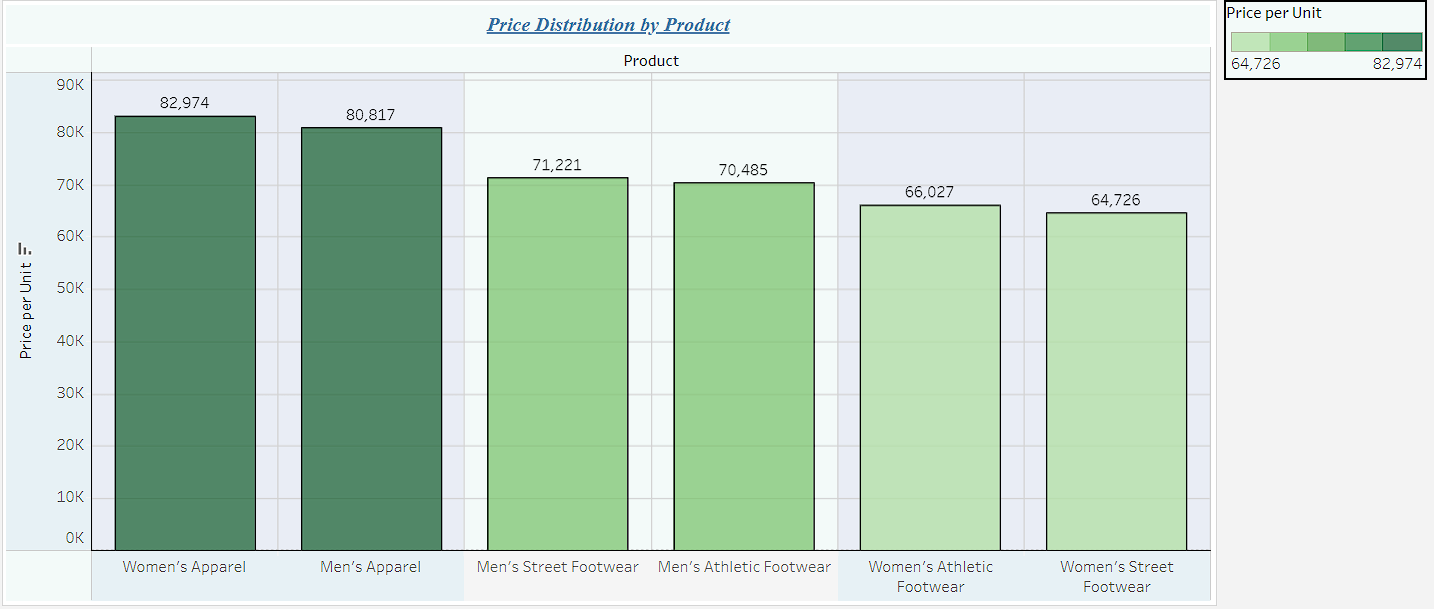 Price Distribution by Product
Product
Price per Unit
90K
80K
70K
60K
50K
40K
30K
20K
10K
0K
82,974
80,817
71,221
70,485
66,027
64,726
Women's Apparel
Men's Apparel
Men's Street Footwear
Men's Athletic Footwear
Women's Athletic
Footwear
Women's Street
Footwear
Price per Unit
64,726 82,974